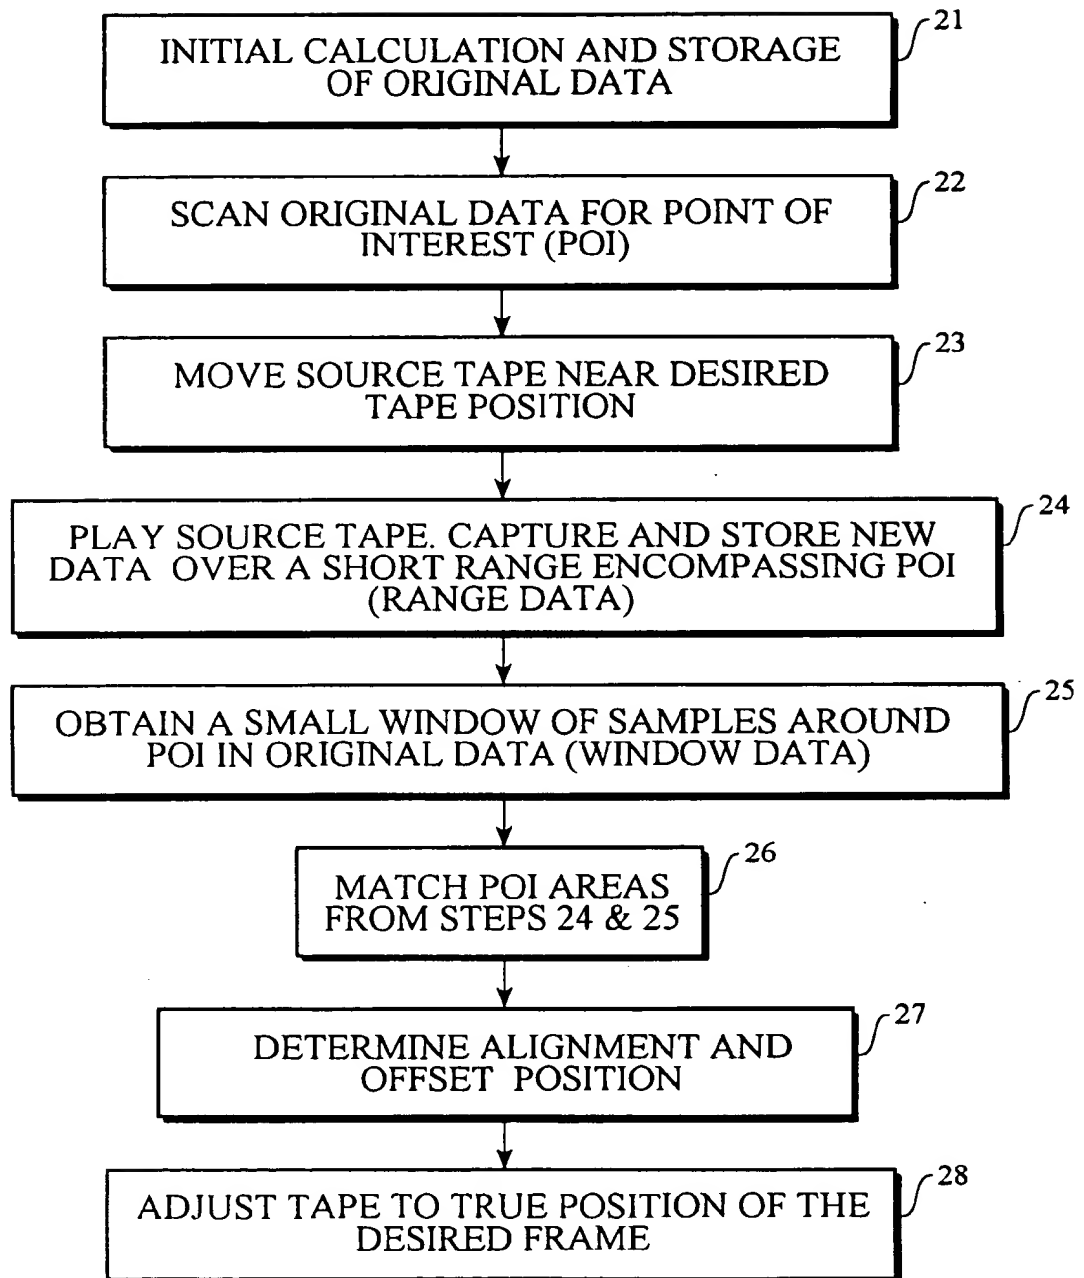 21
INITIAL CALCULATION AND STORAGE
OF ORIGINAL DATA
22
SCAN ORIGINAL DATA FOR POINT OF
INTEREST (POI)
23
MOVE SOURCE TAPE NEAR DESIRED
TAPE POSITION
24
PLAY SOURCE TAPE. CAPTURE AND STORE NEW
DATA OVER A SHORT RANGE ENCOMPASSING POI
(RANGE DATA)
25
OBTAIN A SMALL WINDOW OF SAMPLES AROUND
POI IN ORIGINAL DATA (WINDOW DATA)
26
MATCH POI AREAS
FROM STEPS 24 & 25
27
DETERMINE ALIGNMENT AND
OFFSET POSITION
28
ADJUST TAPE TO TRUE POSITION OF THE
DESIRED FRAME